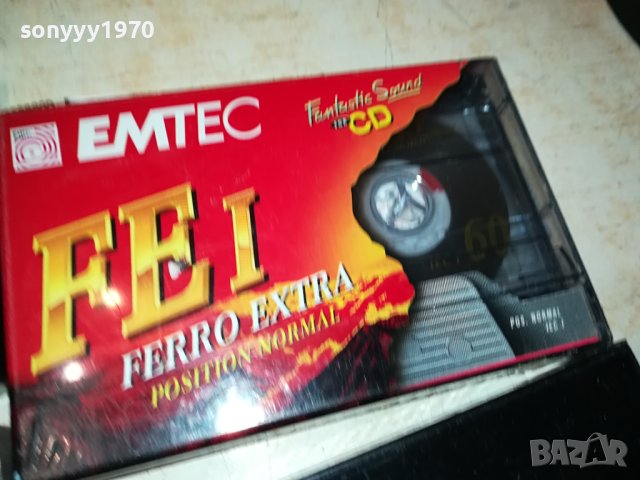 sonyyy1970
EMTEC
Fantastic Sound
CD
FE I
FERRO EXTRA
POSITION NORMAL
60
POS. NORMAL
IEC I
BAZAR